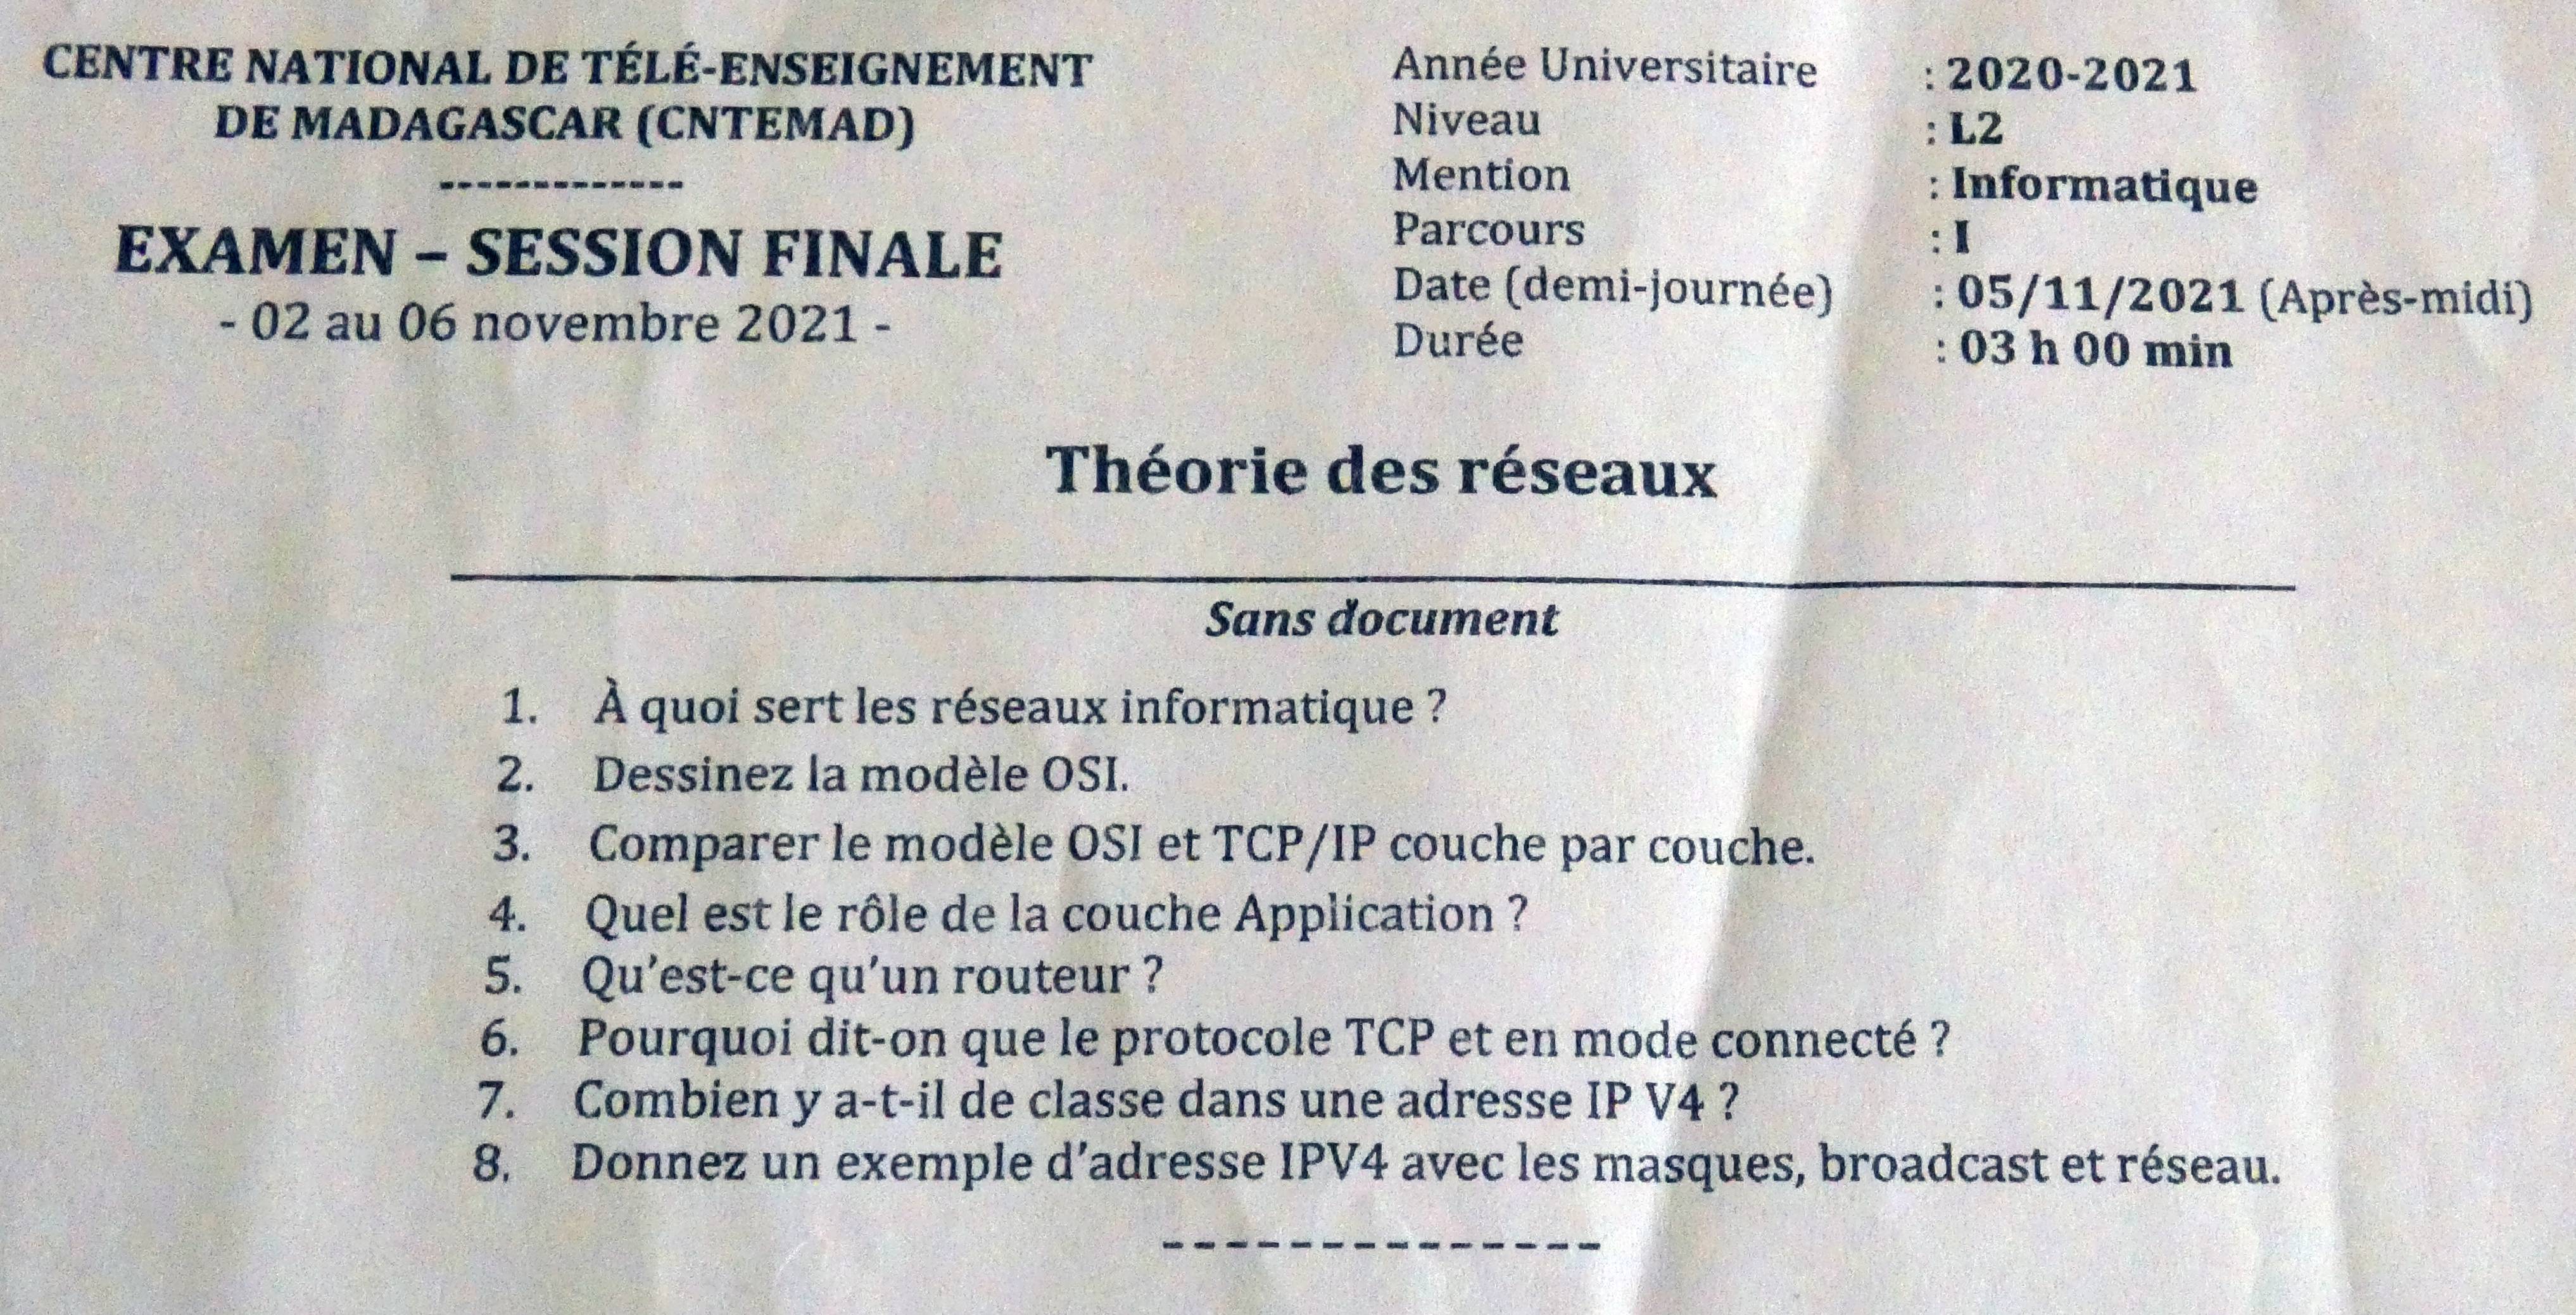 CENTRE NATIONAL DE TÉLÉ-ENSEIGNEMENT
DE MADAGASCAR (CNTEMAD)
-------------
EXAMEN – SESSION FINALE
- 02 au 06 novembre 2021 -
Année Universitaire : 2020-2021
Niveau : L2
Mention : Informatique
Parcours : I
Date (demi-journée) : 05/11/2021 (Après-midi)
Durée : 03 h 00 min
Théorie des réseaux
Sans document
1. À quoi sert les réseaux informatique ?
2. Dessinez la modèle OSI.
3. Comparer le modèle OSI et TCP/IP couche par couche.
4. Quel est le rôle de la couche Application ?
5. Qu'est-ce qu'un routeur ?
6. Pourquoi dit-on que le protocole TCP et en mode connecté ?
7. Combien y a-t-il de classe dans une adresse IP V4 ?
8. Donnez un exemple d'adresse IPV4 avec les masques, broadcast et réseau.
--------------